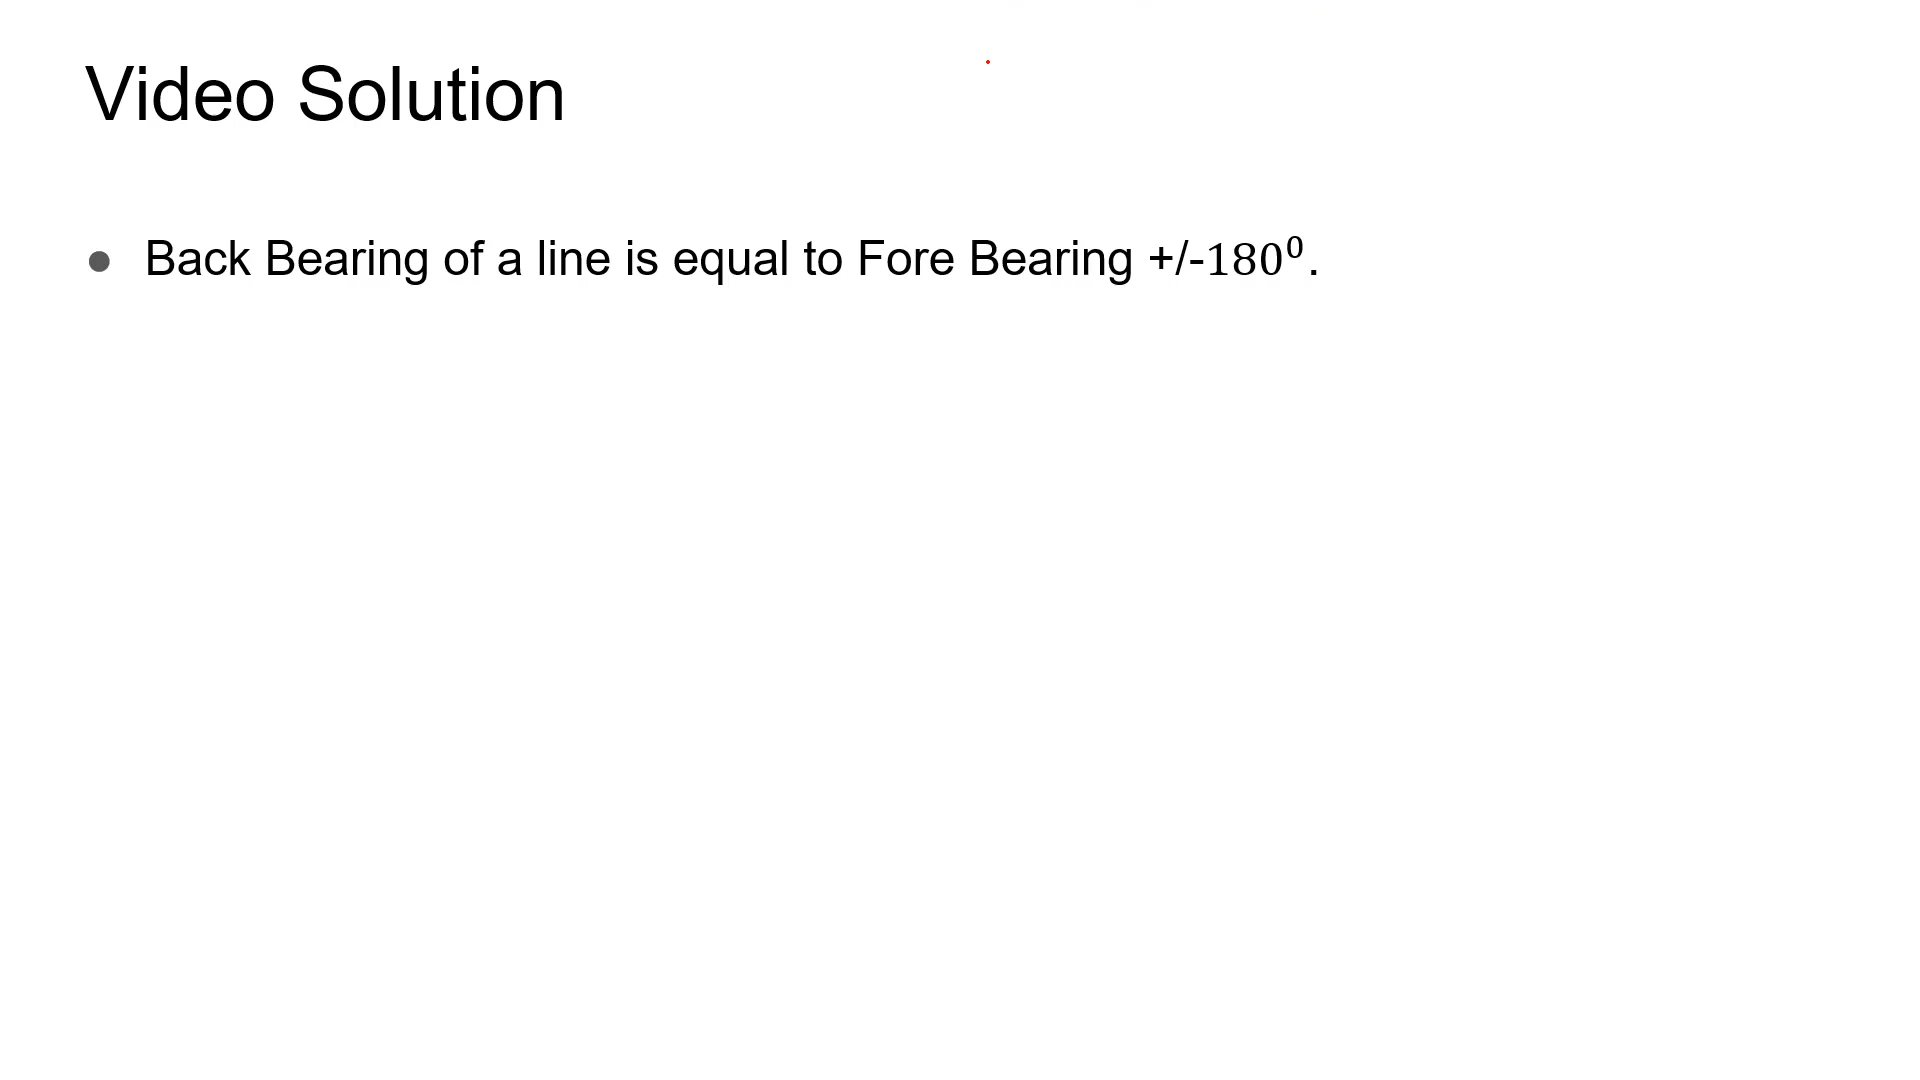 Video Solution
● Back Bearing of a line is equal to Fore Bearing +/-180⁰.